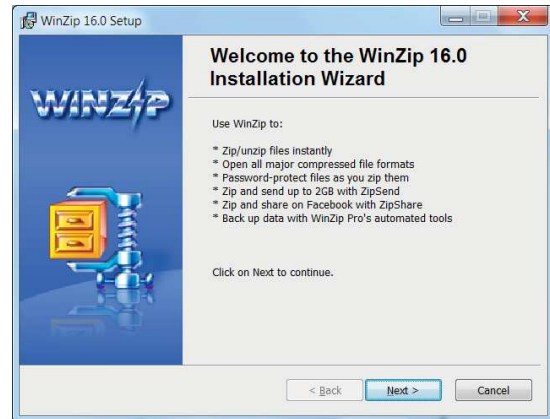 WinZip 16.0 Setup
WINZIP
Welcome to the WinZip 16.0
Installation Wizard
Use WinZip to:
* Zip/unzip files instantly
* Open all major compressed file formats
* Password-protect files as you zip them
* Zip and send up to 2GB with ZipSend
* Zip and share on Facebook with ZipShare
* Back up data with WinZip Pro's automated tools
Click on Next to continue.
< Back Next > Cancel